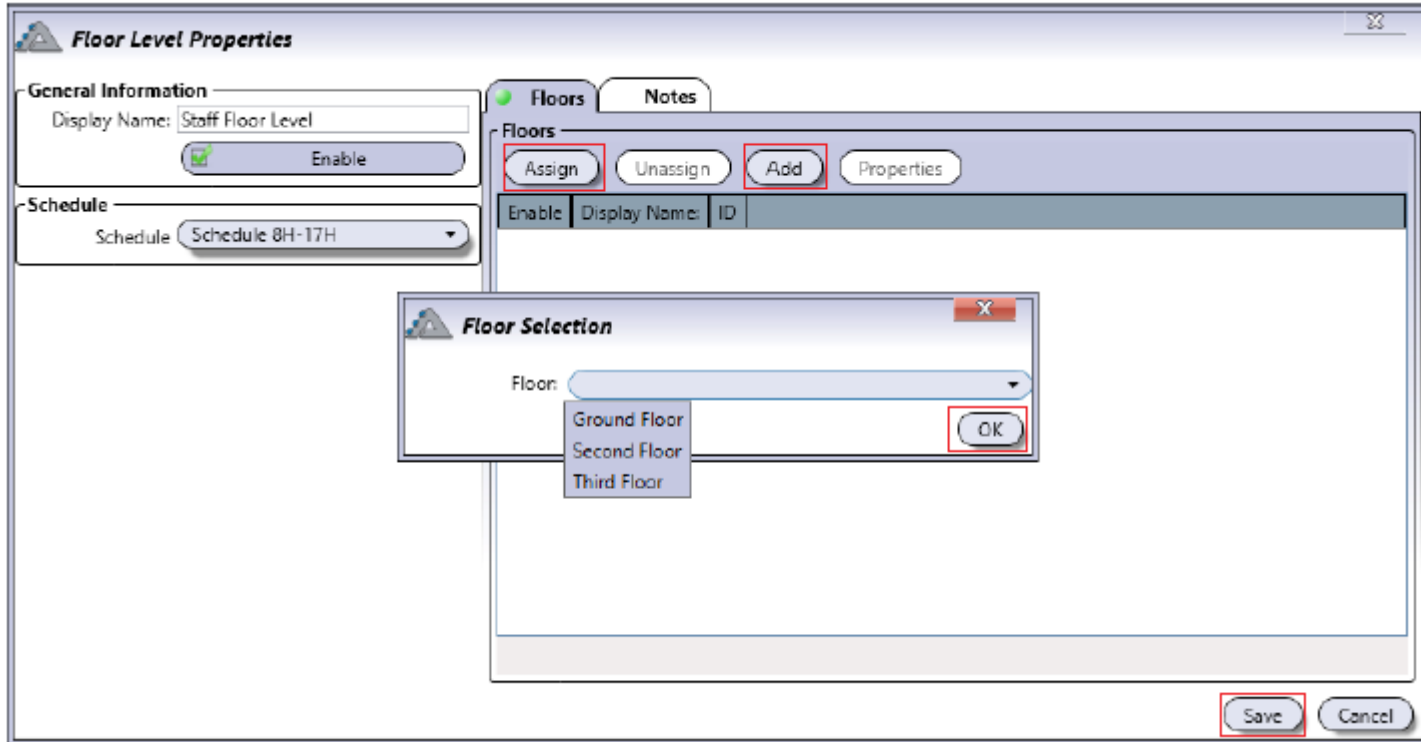 Floor Level Properties
General Information
Display Name: Staff Floor Level
Enable
Schedule
Schedule Schedule 8H-17H
Floors Notes
Floors
Assign Unassign Add Properties
Enable Display Name: ID
Floor Selection
Floor:
Ground Floor
Second Floor
Third Floor
OK
Save Cancel